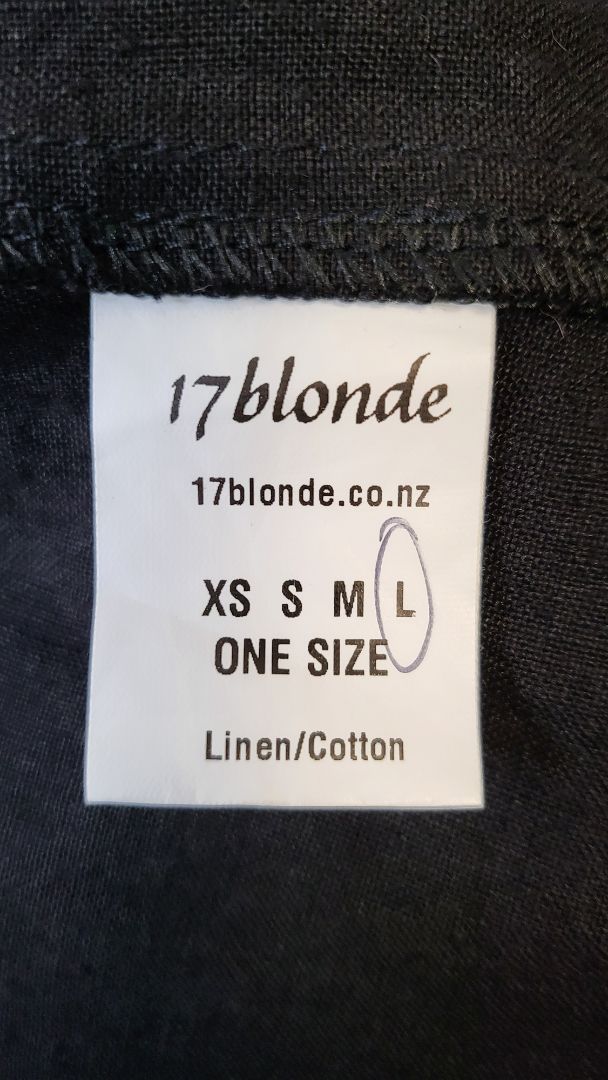 17blonde
17blonde.co.nz
XS S M L
ONE SIZE
Linen/Cotton